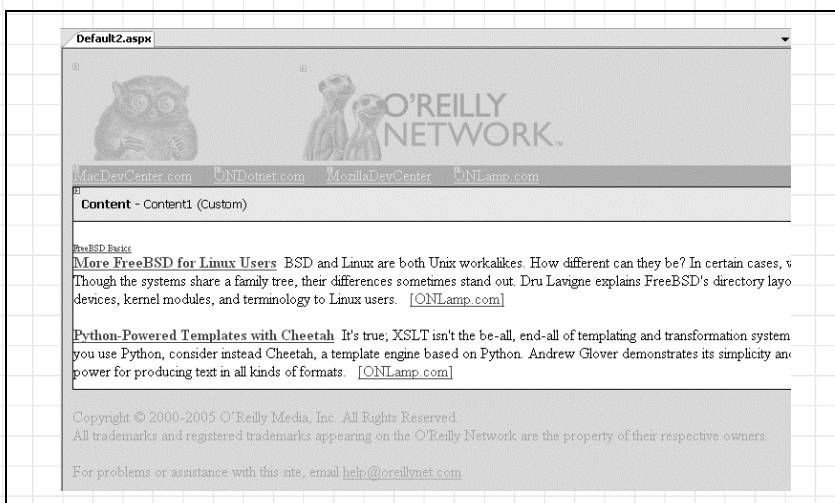 Default2.aspx
O'REILLY
NETWORK™
MacDevCenter.com ONDotnet.com MozillaDevCenter ONLamp.com
Content - Content1 (Custom)
FreeBSD Basics
More FreeBSD for Linux Users BSD and Linux are both Unix workalikes. How different can they be? In certain cases,
Though the systems share a family tree, their differences sometimes stand out. Dru Lavigne explains FreeBSD's directory layo
devices, kernel modules, and terminology to Linux users. [ONLamp.com]
Python-Powered Templates with Cheetah It's true; XSLT isn't the be-all, end-all of templating and transformation system
you use Python, consider instead Cheetah, a template engine based on Python. Andrew Glover demonstrates its simplicity and
power for producing text in all kinds of formats. [ONLamp.com]
Copyright © 2000-2005 O'Reilly Media, Inc. All Rights Reserved.
All trademarks and registered trademarks appearing on the O'Reilly Network are the property of their respective owners.
For problems or assistance with this site, email help@oreillynet.com